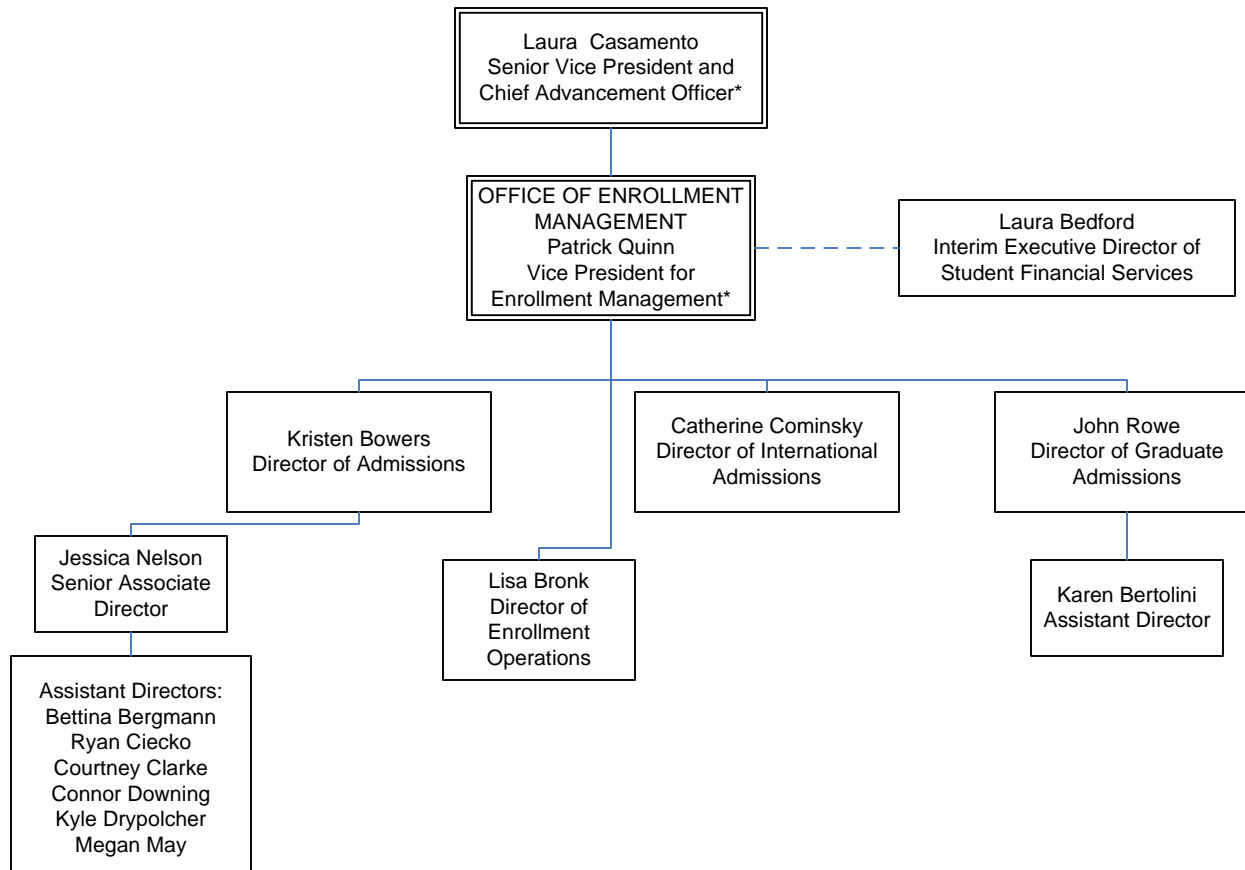 Laura Casamento
Senior Vice President and
Chief Advancement Officer*
OFFICE OF ENROLLMENT
MANAGEMENT
Patrick Quinn
Vice President for
Enrollment Management*
Laura Bedford
Interim Executive Director of
Student Financial Services
Kristen Bowers
Director of Admissions
Catherine Cominsky
Director of International
Admissions
John Rowe
Director of Graduate
Admissions
Jessica Nelson
Senior Associate
Director
Lisa Bronk
Director of
Enrollment
Operations
Karen Bertolini
Assistant Director
Assistant Directors:
Bettina Bergmann
Ryan Ciecko
Courtney Clarke
Connor Downing
Kyle Drypolcher
Megan May